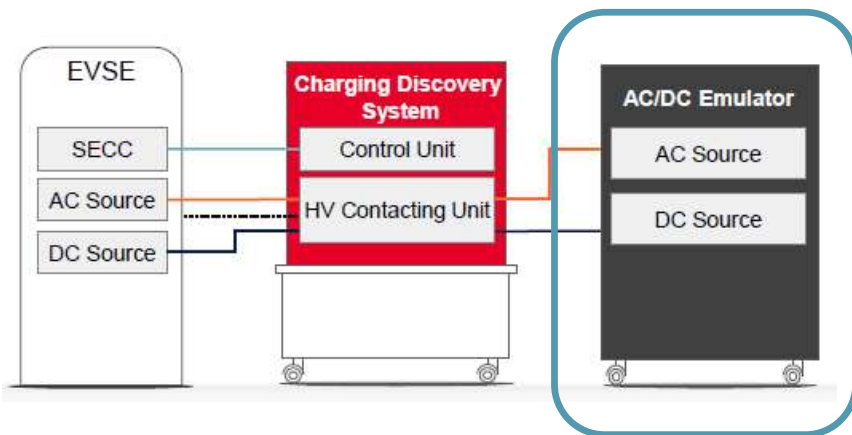 EVSE
SECC
AC Source
DC Source
Charging Discovery
System
Control Unit
HV Contacting Unit
AC/DC Emulator
AC Source
DC Source